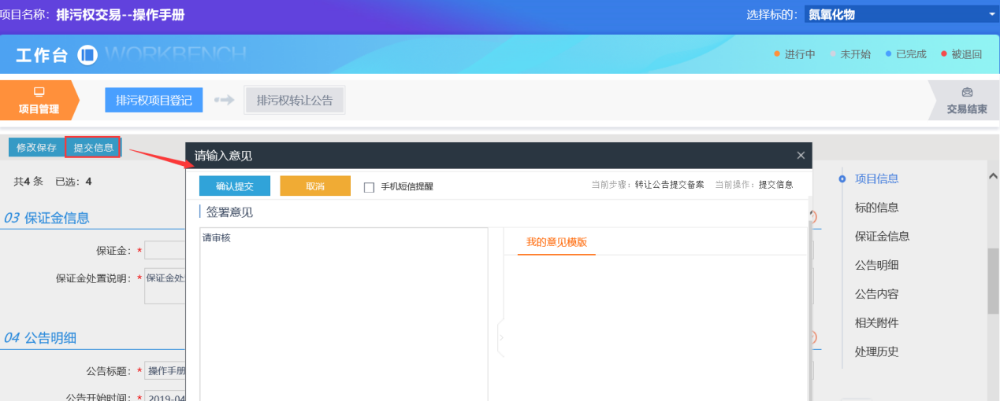 项目名称: 排污权交易--操作手册
选择标的: 氮氧化物
工作台 WORKBENCH
进行中 未开始 已完成 被退回
项目管理
排污权项目登记
排污权转让公告
交易结束
修改保存 提交信息
请输入意见
确认提交 取消 手机短信提醒
当前步骤: 转让公告提交备案 当前操作: 提交信息
共4 条 已选: 4
签署意见
请审核
我的意见模版
03 保证金信息
保证金: *
保证金处置说明: * 保证金处
04 公告明细
公告标题: * 操作手册
公告开始时间: * 2019-04
项目信息
标的信息
保证金信息
公告明细
公告内容
相关附件
处理历史